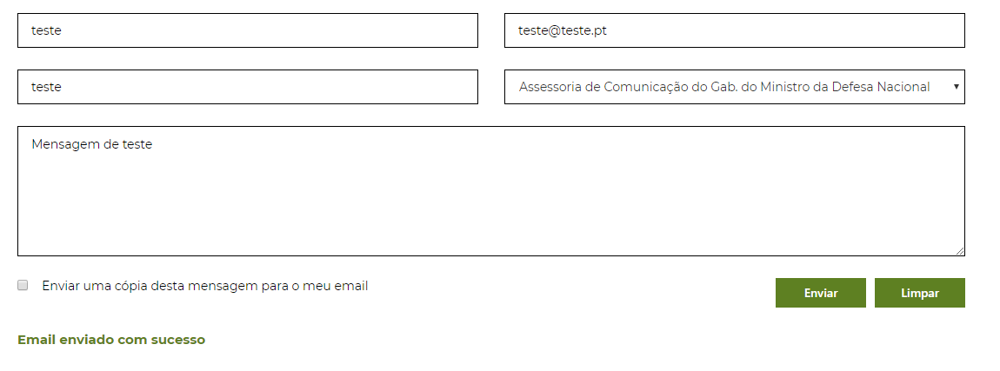 teste
teste@teste.pt
teste
Assessoria de Comunicação do Gab. do Ministro da Defesa Nacional
Mensagem de teste
Enviar uma cópia desta mensagem para o meu email
Enviar
Limpar
Email enviado com sucesso